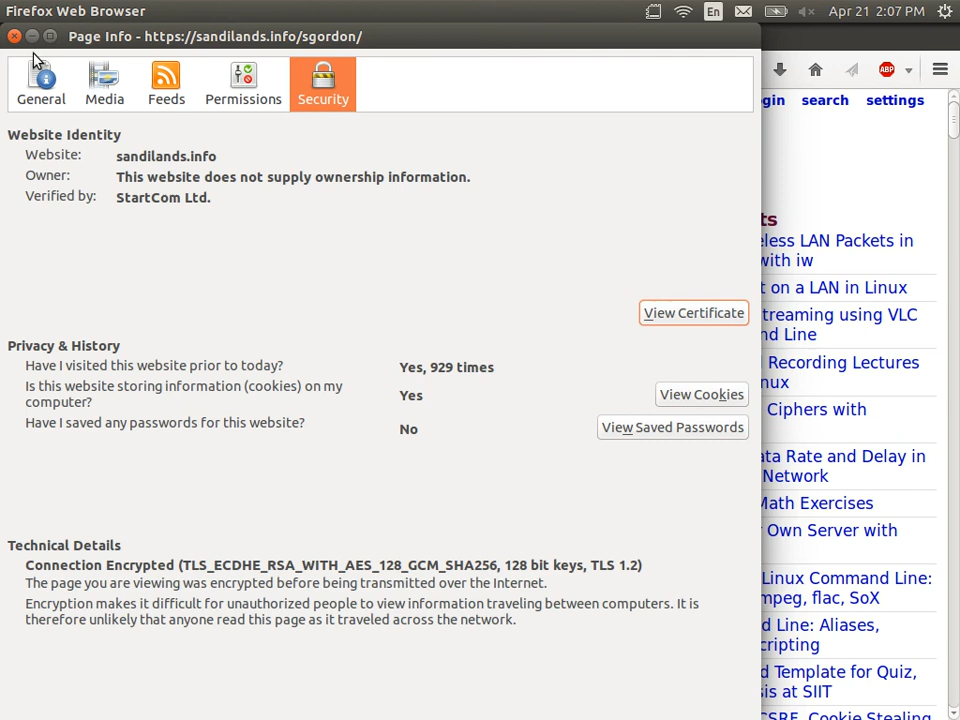 Firefox Web Browser
En
Apr 21 2:07 PM
Page Info - https://sandilands.info/sgordon/
General
Media
Feeds
Permissions
Security
ABP
login search settings
Website Identity
Website: sandilands.info
Owner: This website does not supply ownership information.
Verified by: StartCom Ltd.
View Certificate
Privacy & History
Have I visited this website prior to today? Yes, 929 times
Is this website storing information (cookies) on my
computer?
Yes
View Cookies
Have I saved any passwords for this website? No
View Saved Passwords
Technical Details
Connection Encrypted (TLS_ECDHE_RSA_WITH_AES_128_GCM_SHA256, 128 bit keys, TLS 1.2)
The page you are viewing was encrypted before being transmitted over the Internet.
Encryption makes it difficult for unauthorized people to view information traveling between computers. It is
therefore unlikely that anyone read this page as it traveled across the network.
ts
eless LAN Packets in
with iw
t on a LAN in Linux
treaming using VLC
nd Line
Recording Lectures
nux
Ciphers with
ata Rate and Delay in
Network
Math Exercises
Own Server with
Linux Command Line:
mpeg, flac, SoX
d Line: Aliases,
cripting
d Template for Quiz,
sis at SIIT
CSRF, Cookie Stealing